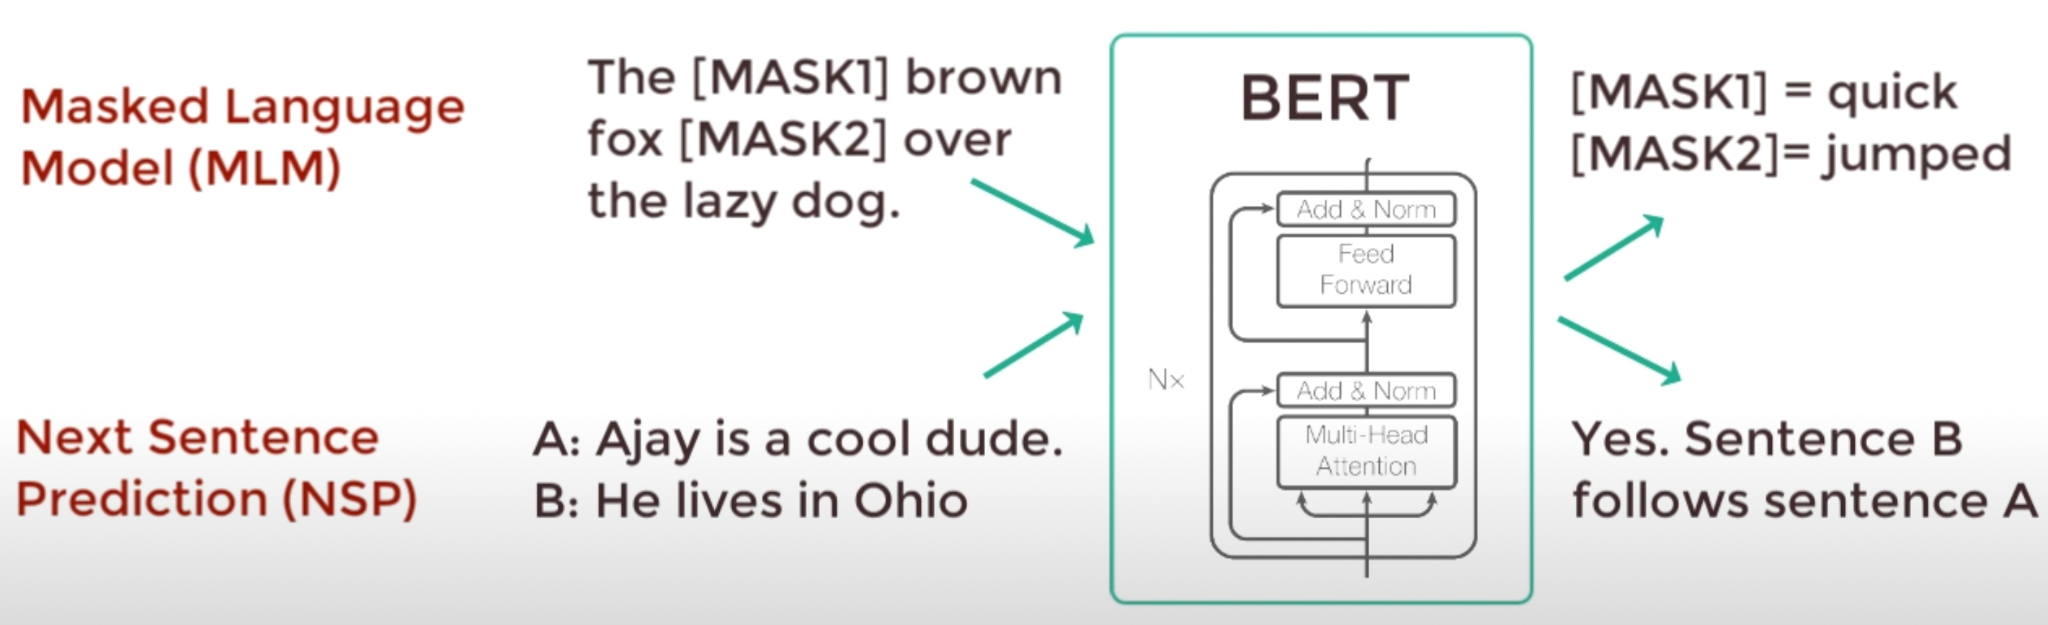 Masked Language
Model (MLM)
The [MASK1] brown
fox [MASK2] over
the lazy dog.
BERT
Add & Norm
Feed
Forward
Nx
Add & Norm
Multi-Head
Attention
[MASK1] = quick
[MASK2]= jumped
Next Sentence
Prediction (NSP)
A: Ajay is a cool dude.
B: He lives in Ohio
Yes. Sentence B
follows sentence A